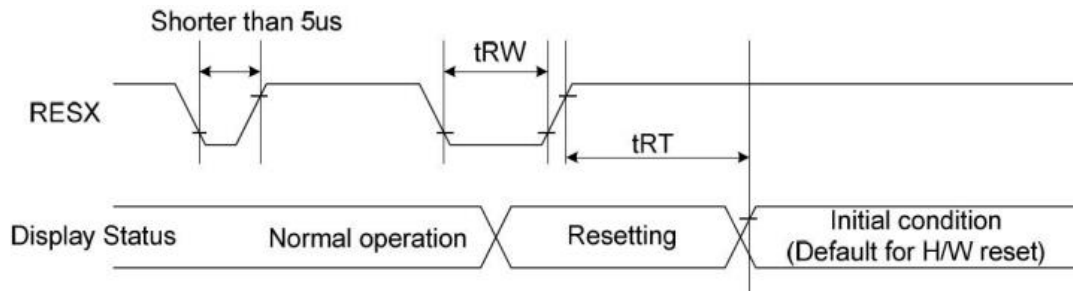 Shorter than 5us
tRW
RESX
tRT
Display Status
Normal operation
Resetting
Initial condition
(Default for H/W reset)